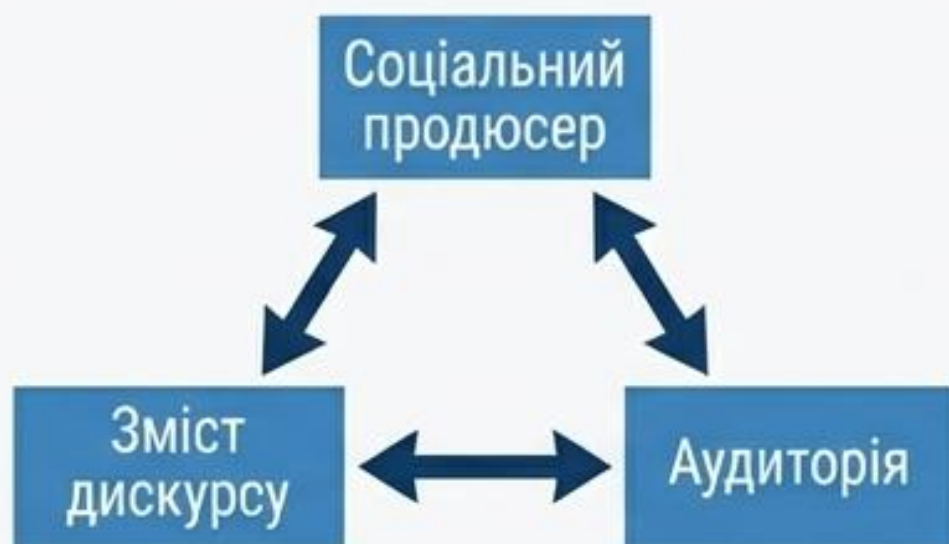 Соціальний
продюсер
Зміст
дискурсу
Аудиторія